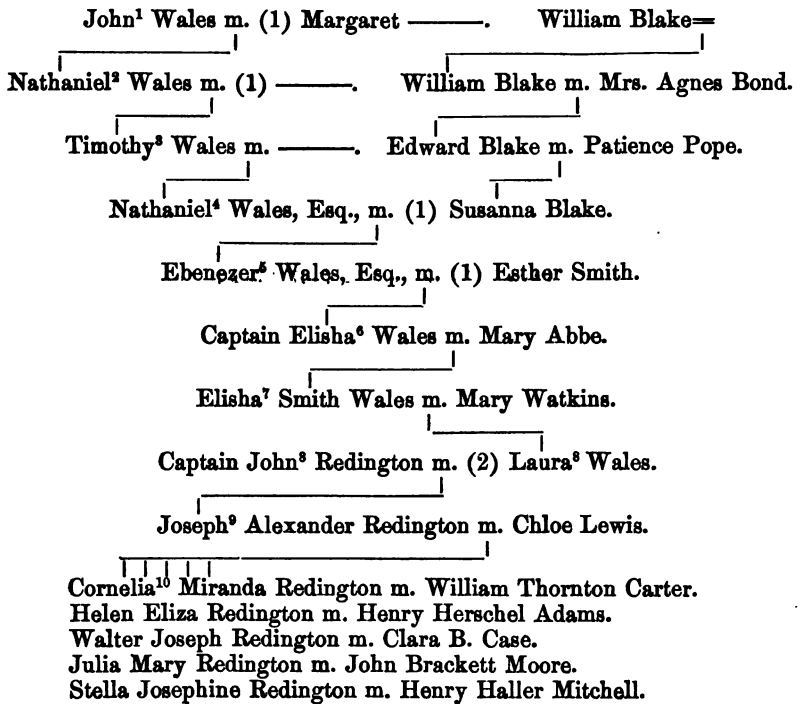 John¹ Wales m. (1) Margaret ———. William Blake=
Nathaniel² Wales m. (1) ———. William Blake m. Mrs. Agnes Bond.
Timothy³ Wales m. ———. Edward Blake m. Patience Pope.
Nathaniel⁴ Wales, Esq., m. (1) Susanna Blake.
Ebenezer⁵ Wales, Esq., m. (1) Esther Smith.
Captain Elisha⁶ Wales m. Mary Abbe.
Elisha⁷ Smith Wales m. Mary Watkins.
Captain John⁸ Redington m. (2) Laura⁸ Wales.
Joseph⁹ Alexander Redington m. Chloe Lewis.
Cornelia¹⁰ Miranda Redington m. William Thornton Carter.
Helen Eliza Redington m. Henry Herschel Adams.
Walter Joseph Redington m. Clara B. Case.
Julia Mary Redington m. John Brackett Moore.
Stella Josephine Redington m. Henry Haller Mitchell.